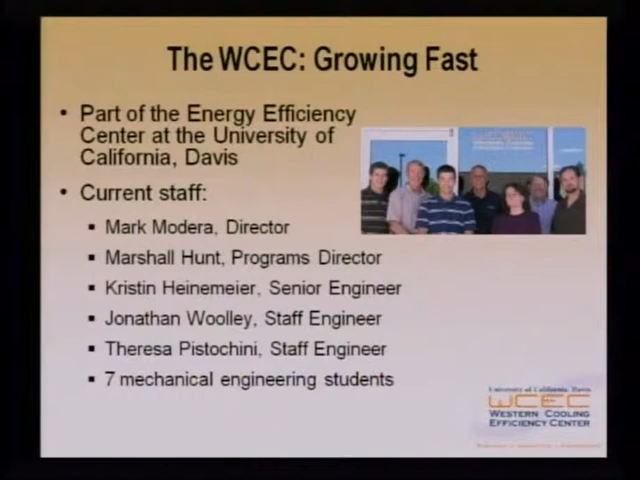 The WCEC: Growing Fast
• Part of the Energy Efficiency
Center at the University of
California, Davis
• Current staff:
▪ Mark Modera, Director
▪ Marshall Hunt, Programs Director
▪ Kristin Heinemeier, Senior Engineer
▪ Jonathan Woolley, Staff Engineer
▪ Theresa Pistochini, Staff Engineer
▪ 7 mechanical engineering students
University of California, Davis
WCEC
WESTERN COOLING
EFFICIENCY CENTER